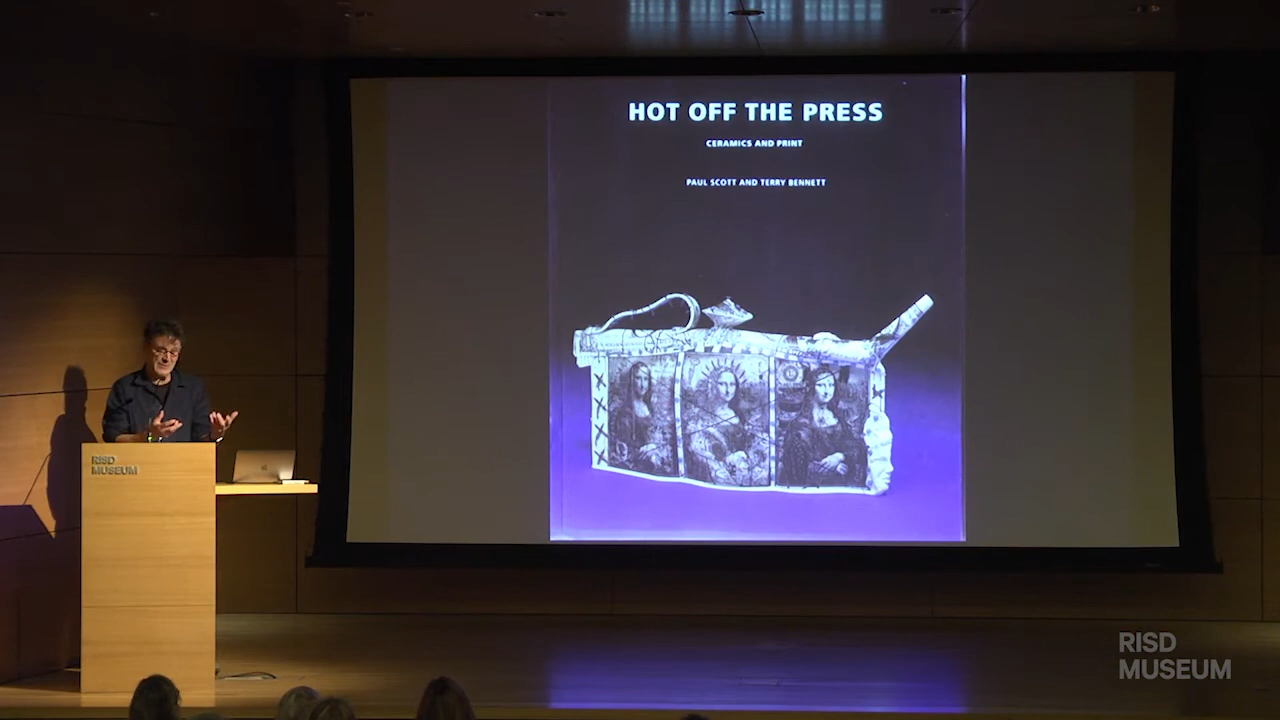 HOT OFF THE PRESS
CERAMICS AND PRINT
PAUL SCOTT AND TERRY BENNETT
RISD
MUSEUM
RISD
MUSEUM